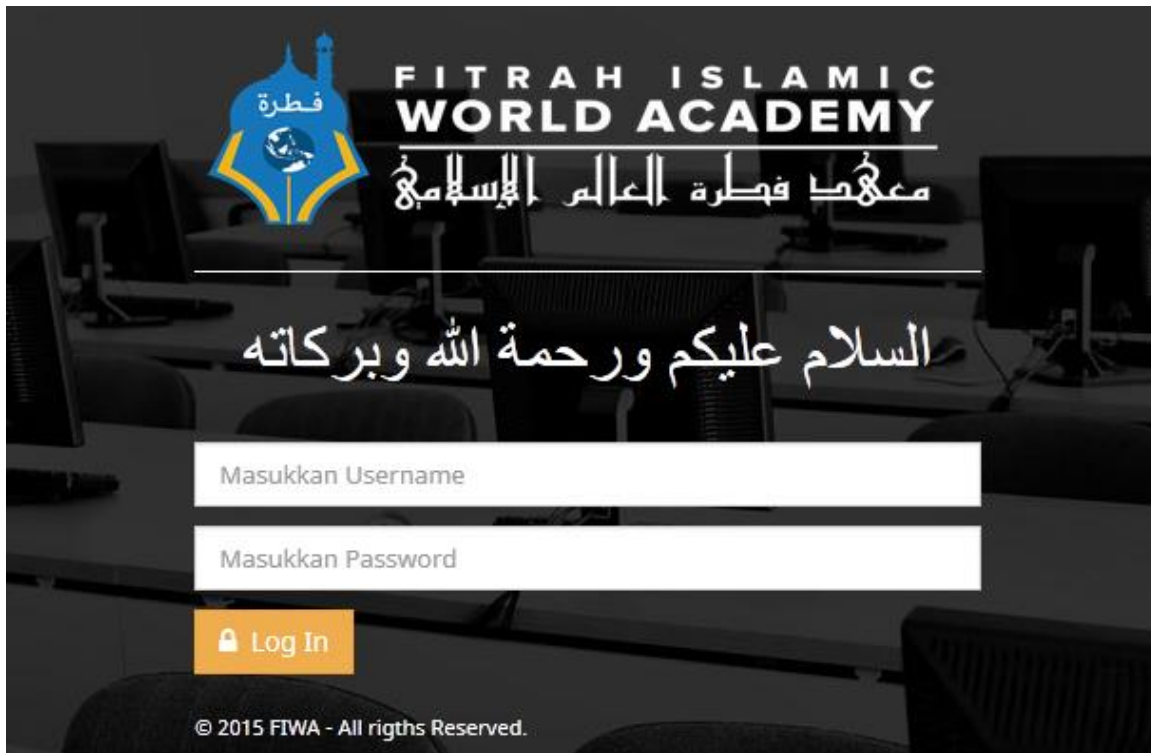 فطرة
FITRAH ISLAMIC
WORLD ACADEMY
معهد فطرة العالم الإسلامي
السلام عليكم ورحمة الله وبركاته
Masukkan Username
Masukkan Password
Log In
© 2015 FIWA - All rigths Reserved.